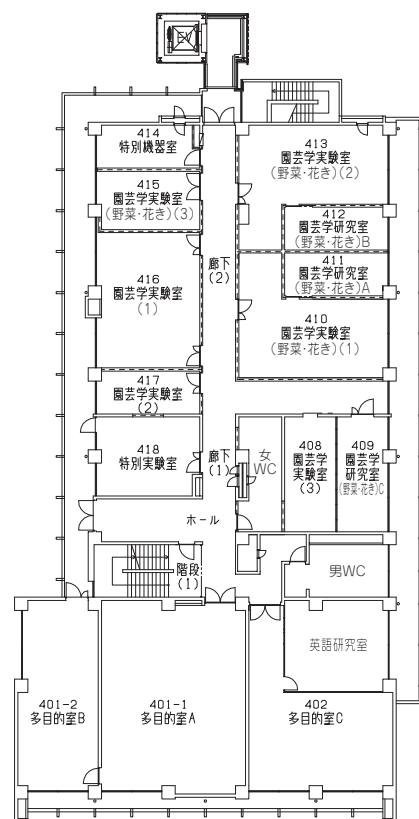 EV
414
特別機器室
415
園芸学実験室
(野菜・花き)(3)
416
園芸学実験室
(1)
417
園芸学実験室
(2)
418
特別実験室
廊下
(2)
廊下
(1)
413
園芸学実験室
(野菜・花き)(2)
412
園芸学研究室
(野菜・花き)B
411
園芸学研究室
(野菜・花き)A
410
園芸学実験室
(野菜・花き)(1)
女
WC
408
園芸学
実験室
(3)
409
園芸学
研究室
(野菜・花き)C
ホール
階段
(1)
男WC
英語研究室
401-2
多目的室B
401-1
多目的室A
402
多目的室C